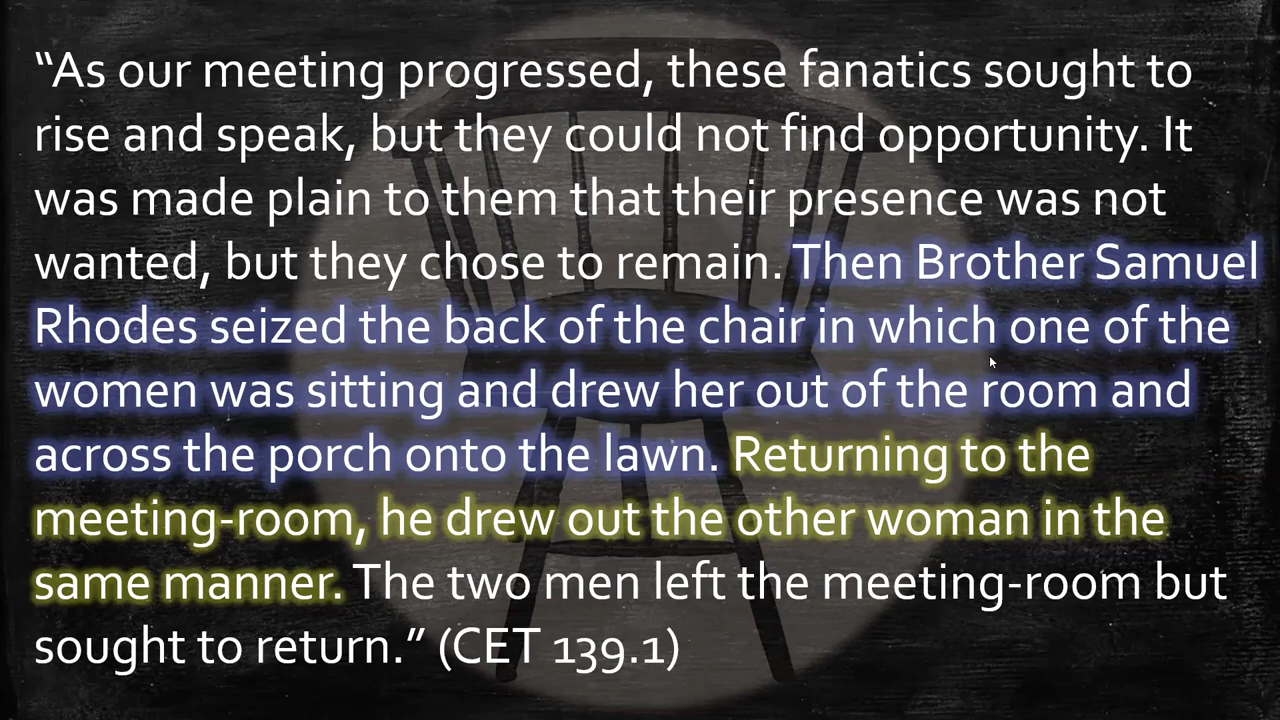 “As our meeting progressed, these fanatics sought to
rise and speak, but they could not find opportunity. It
was made plain to them that their presence was not
wanted, but they chose to remain. Then Brother Samuel
Rhodes seized the back of the chair in which one of the
women was sitting and drew her out of the room and
across the porch onto the lawn. Returning to the
meeting-room, he drew out the other woman in the
same manner. The two men left the meeting-room but
sought to return.” (CET 139.1)